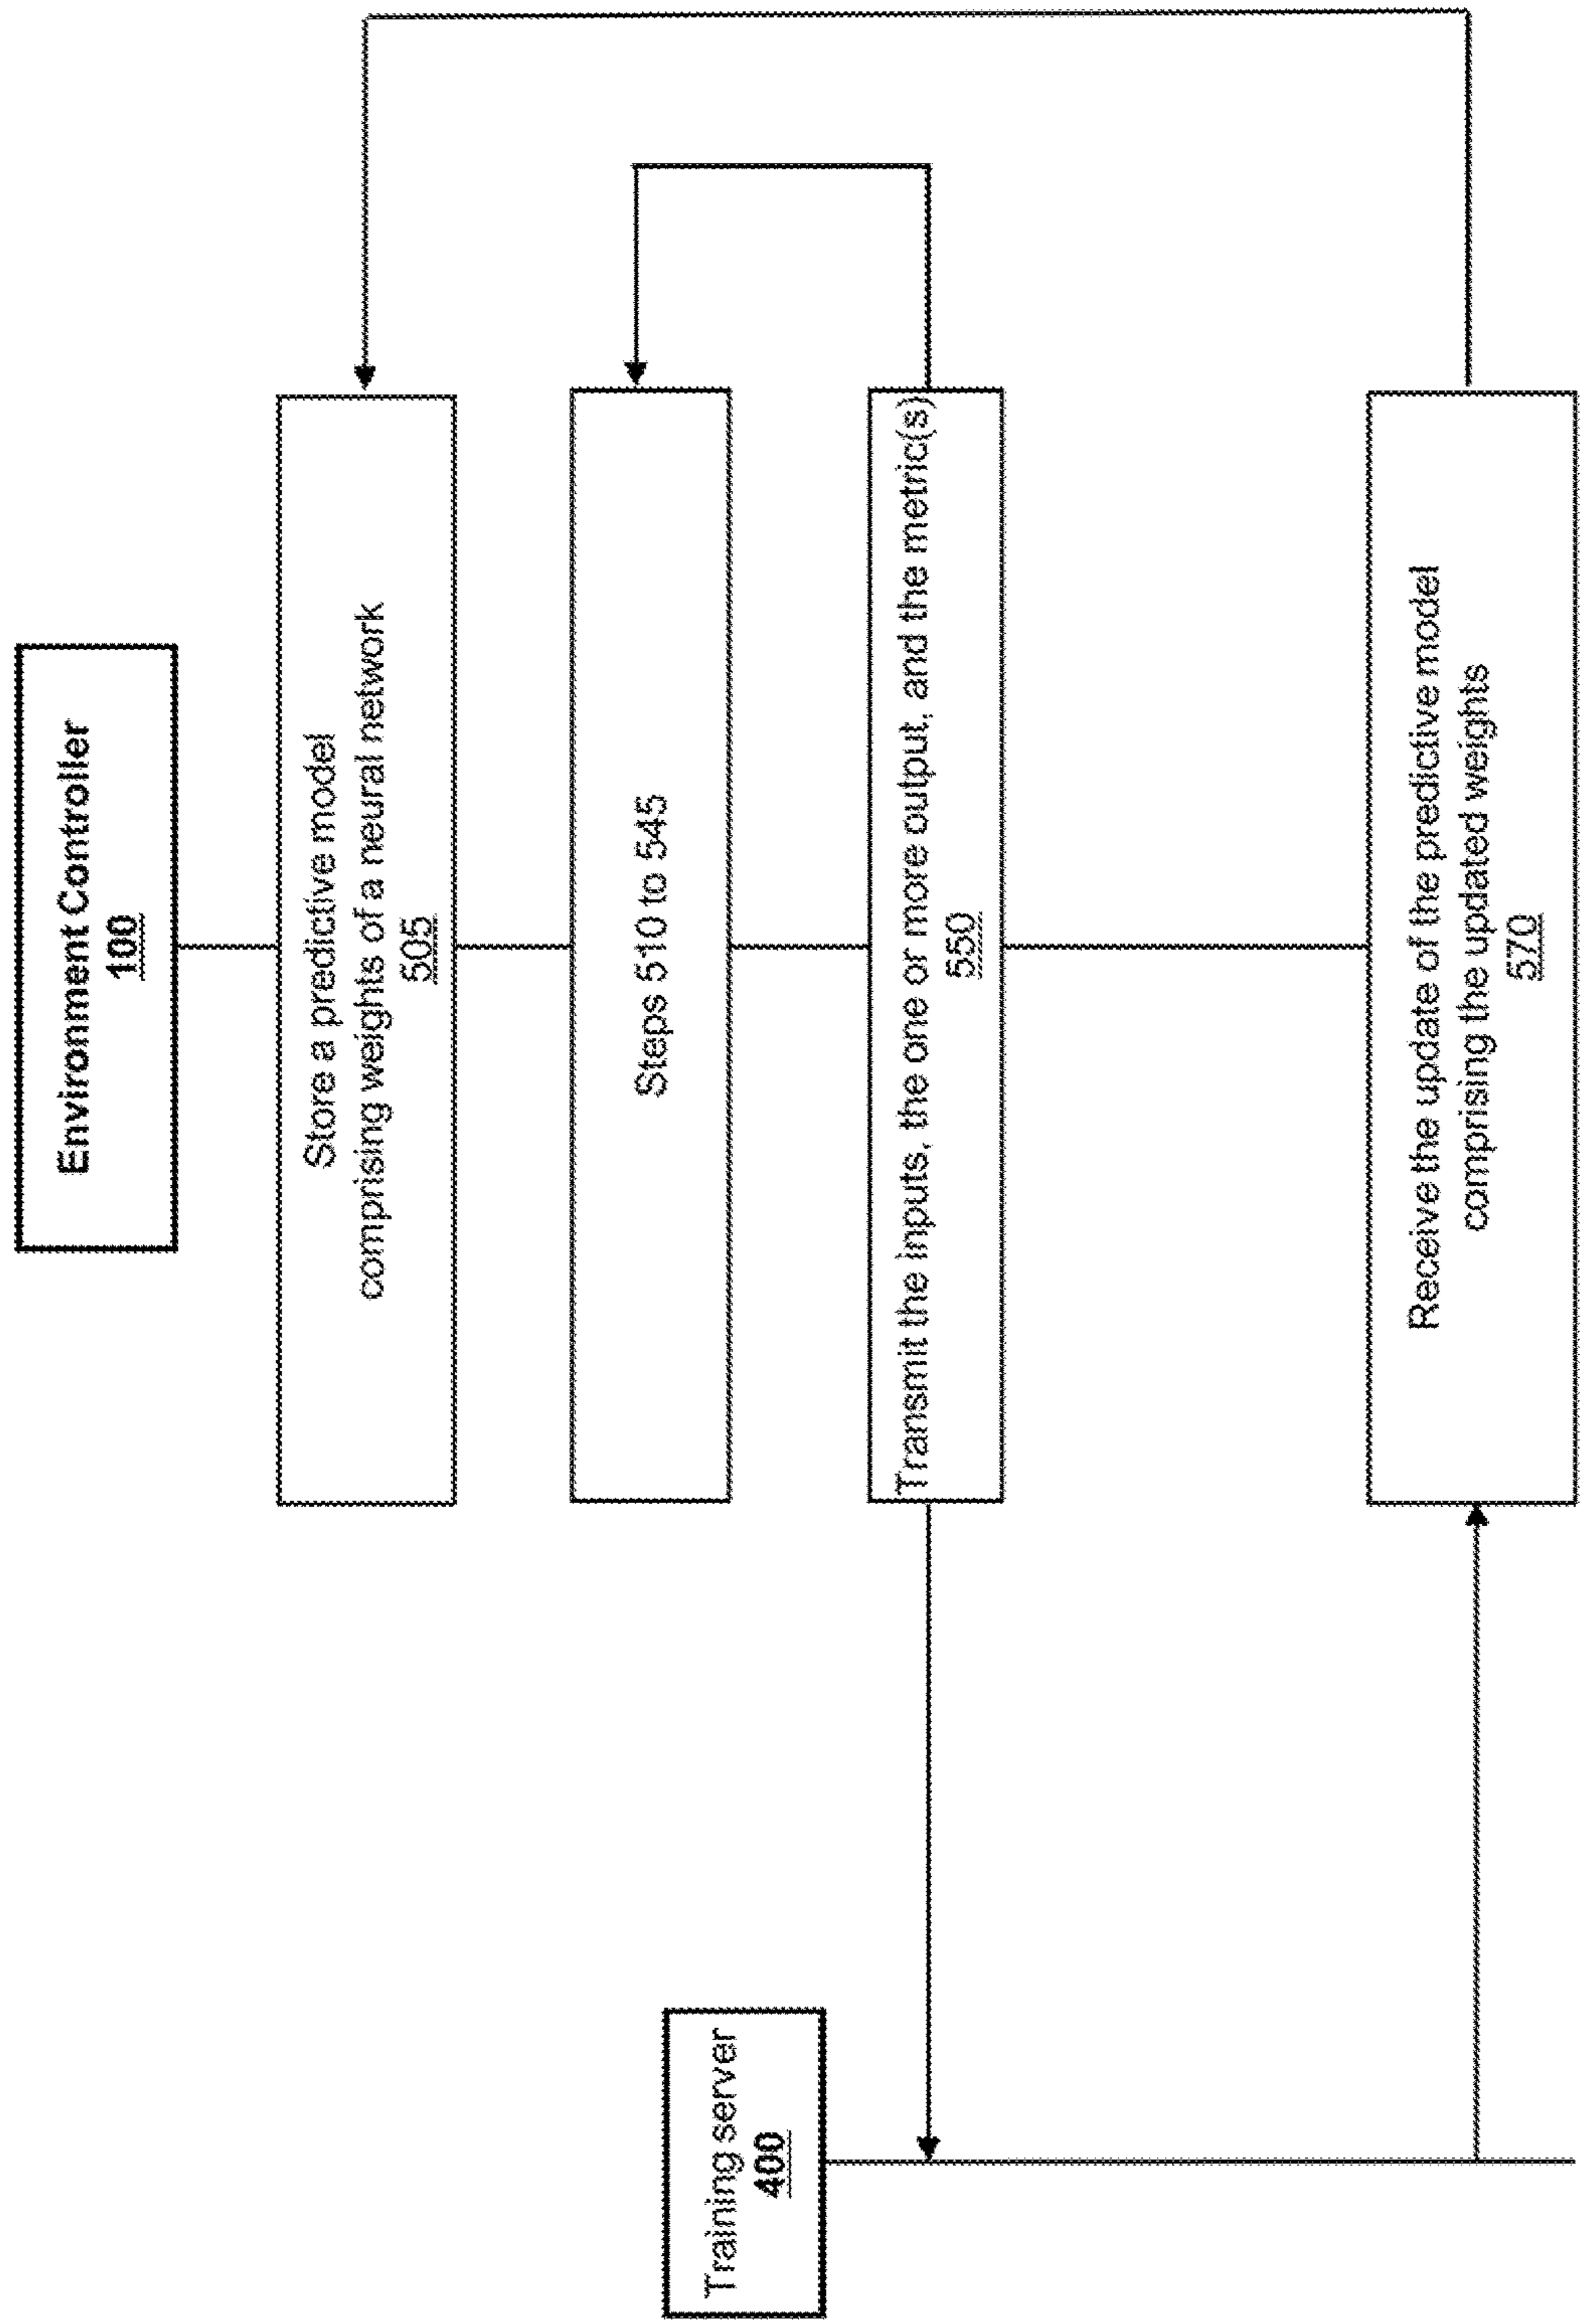 Environment Controller
100
Store a predictive model
comprising weights of a neural network
505
Steps 510 to 545
Training server
400
Transmit the inputs, the one or more output, and the metric(s)
550
Receive the update of the predictive model
comprising the updated weights
570